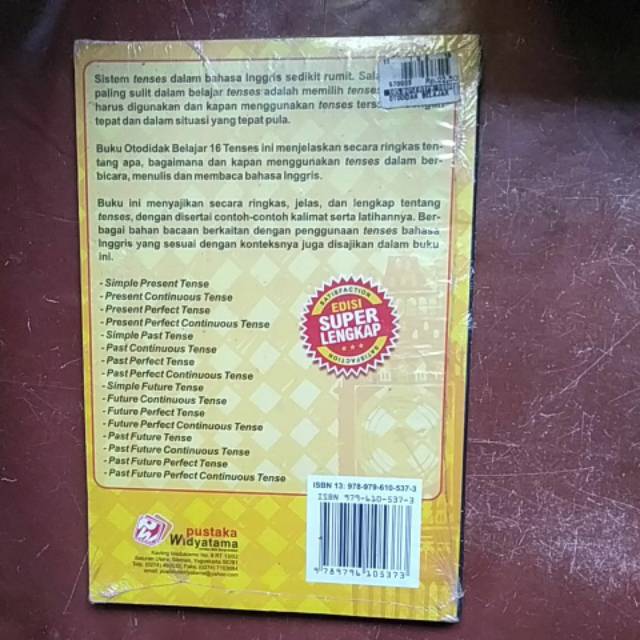 Sistem tenses dalam bahasa Inggris sedikit rumit.
paling sulit dalam belajar tenses adalah memilih tenses
harus digunakan dan kapan menggunakan tenses
tepat dan dalam situasi yang tepat pula.
Buku Otodidak Belajar 16 Tenses ini menjelaskan secara ringkas ten-
tang apa, bagaimana dan kapan menggunakan tenses dalam ber-
bicara, menulis dan membaca bahasa Inggris.
Buku ini menyajikan secara ringkas, jelas, dan lengkap tentang
tenses, dengan disertai contoh-contoh kalimat serta latihannya. Ber-
bagai bahan bacaan berkaitan dengan penggunaan tenses bahasa
Inggris yang sesuai dengan konteksnya juga disajikan dalam buku
ini.
- Simple Present Tense
- Present Continuous Tense
- Present Perfect Tense
- Present Perfect Continuous Tense
- Simple Past Tense
- Past Continuous Tense
- Past Perfect Tense
- Past Perfect Continuous Tense
- Simple Future Tense
- Future Continuous Tense
- Future Perfect Tense
- Future Perfect Continuous Tense
- Past Future Tense
- Past Future Continuous Tense
- Past Future Perfect Tense
- Past Future Perfect Continuous Tense
SATISFACTION
EDISI
SUPER
LENGKAP
SATISFACTION
ISBN 13: 978-979-610-537-3
ISBN 979-610-537-3
9 789796 105373
pustaka
Widyatama